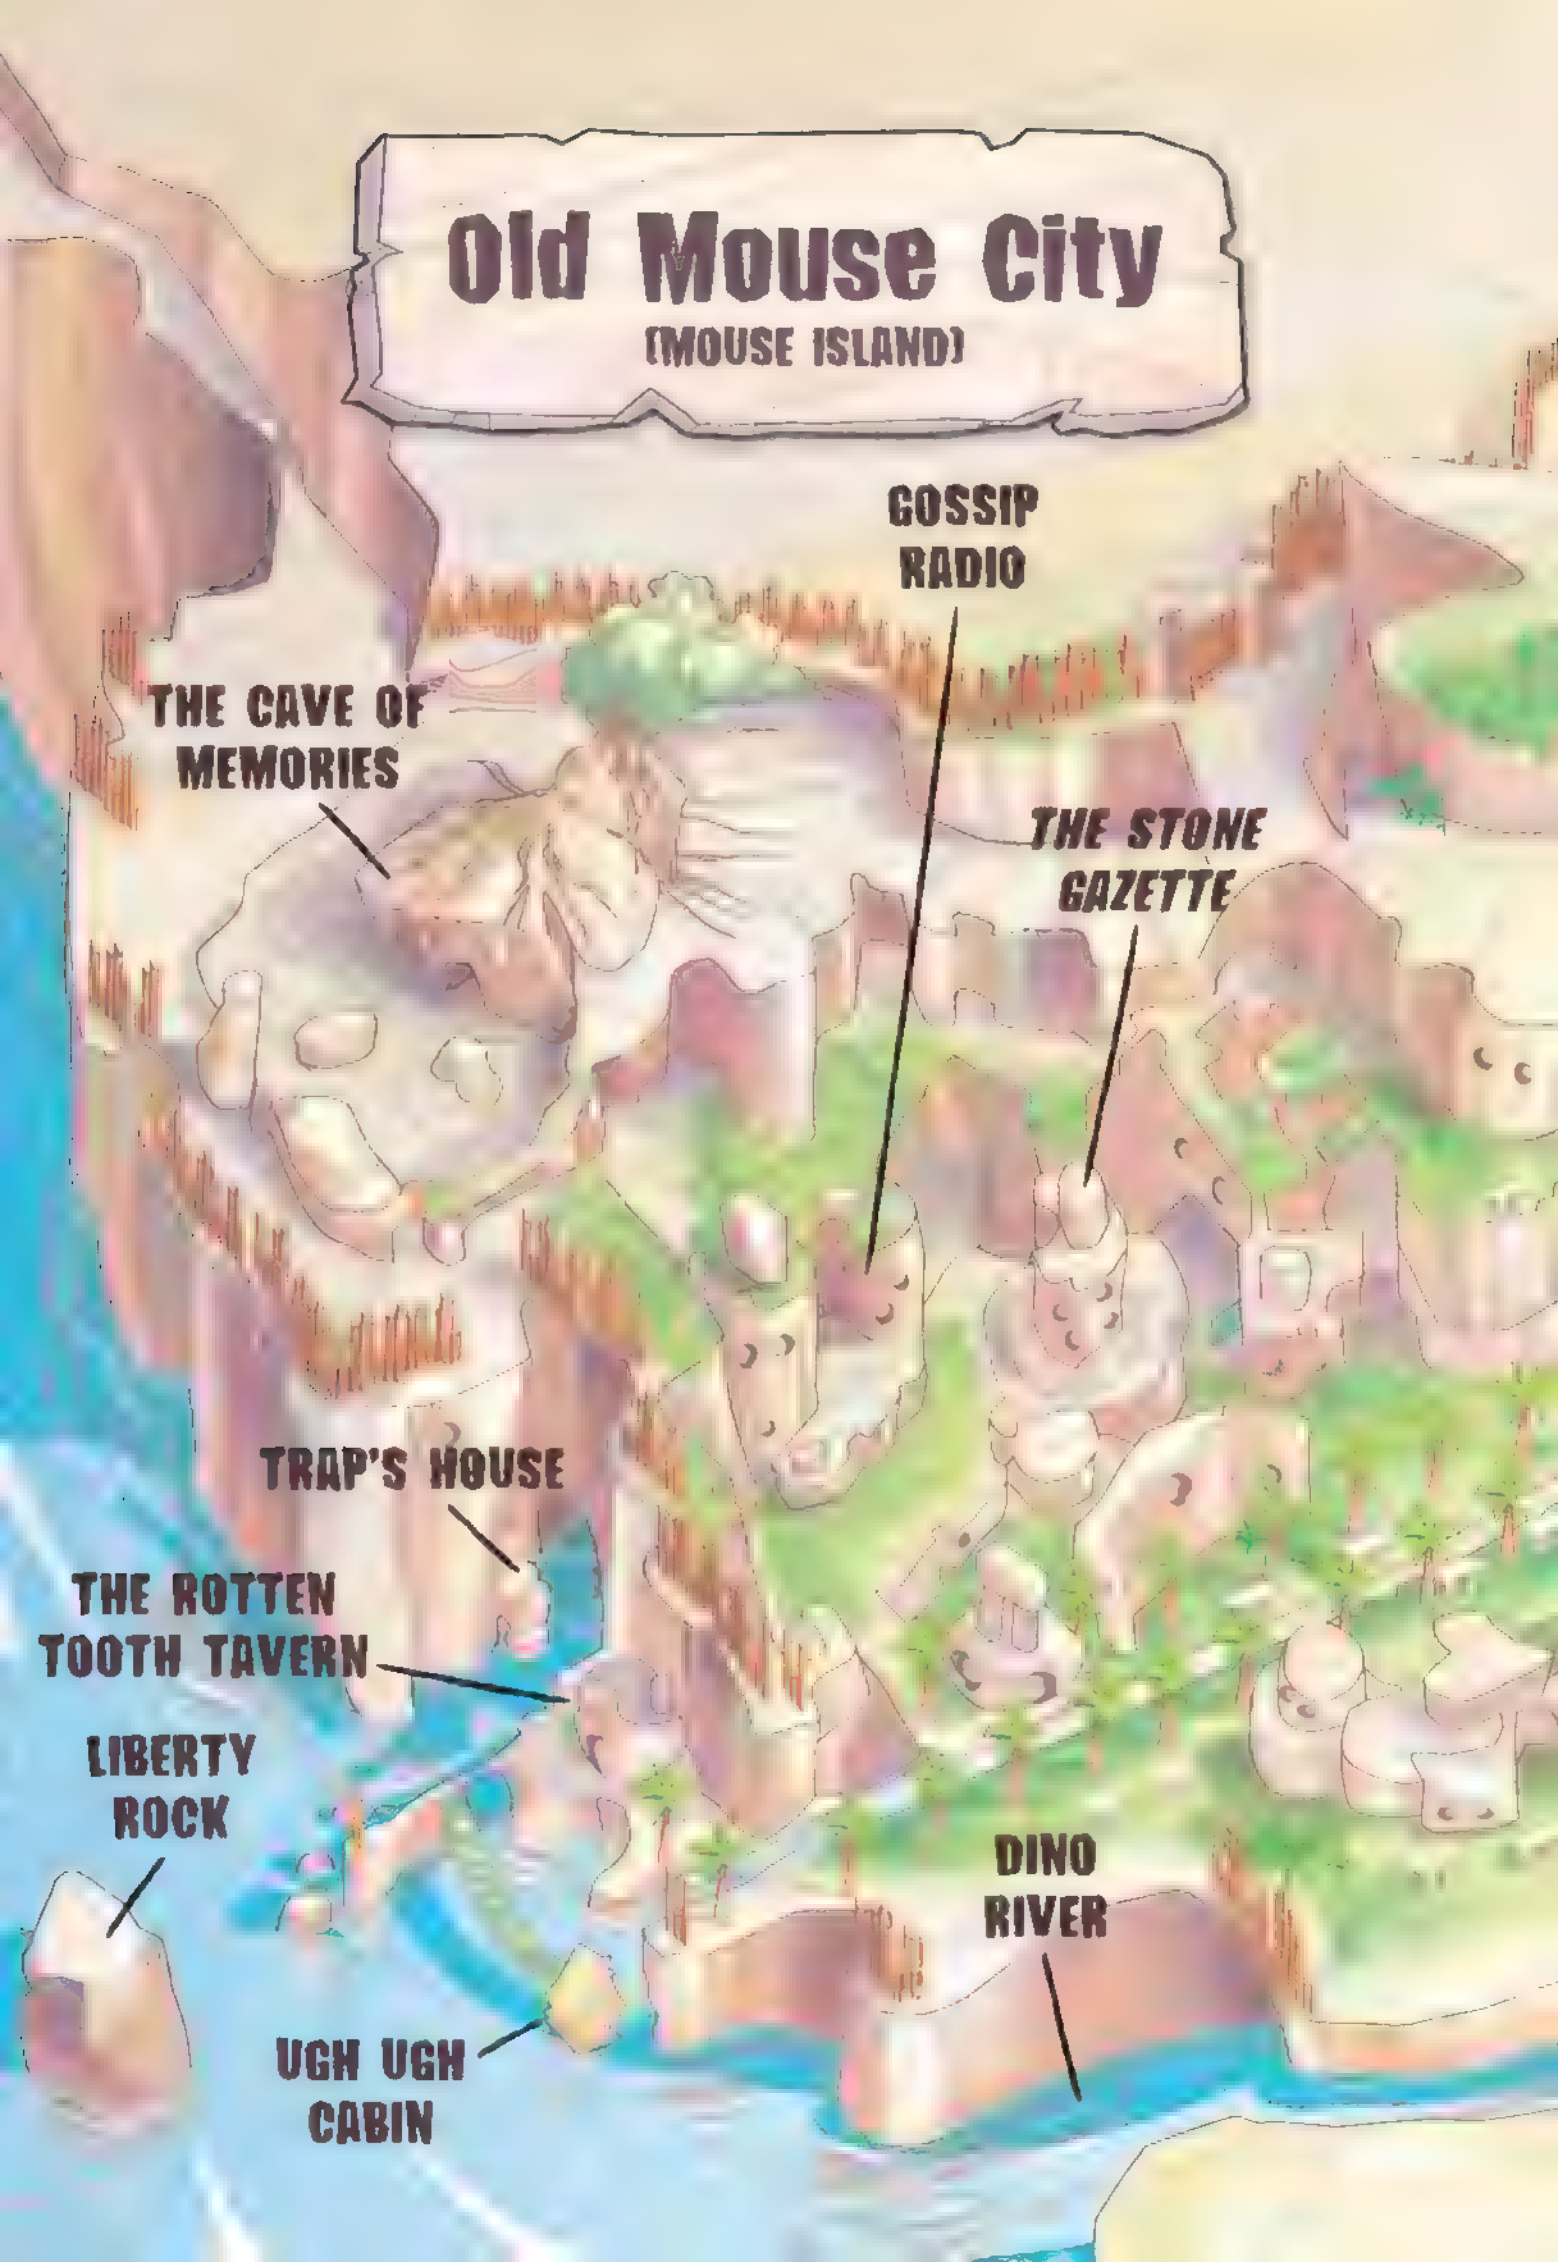 Old Mouse City
(MOUSE ISLAND)
GOSSIP
RADIO
THE CAVE OF
MEMORIES
THE STONE
GAZETTE
TRAP'S HOUSE
THE ROTTEN
TOOTH TAVERN
LIBERTY
ROCK
DINO
RIVER
UGH UGH
CABIN